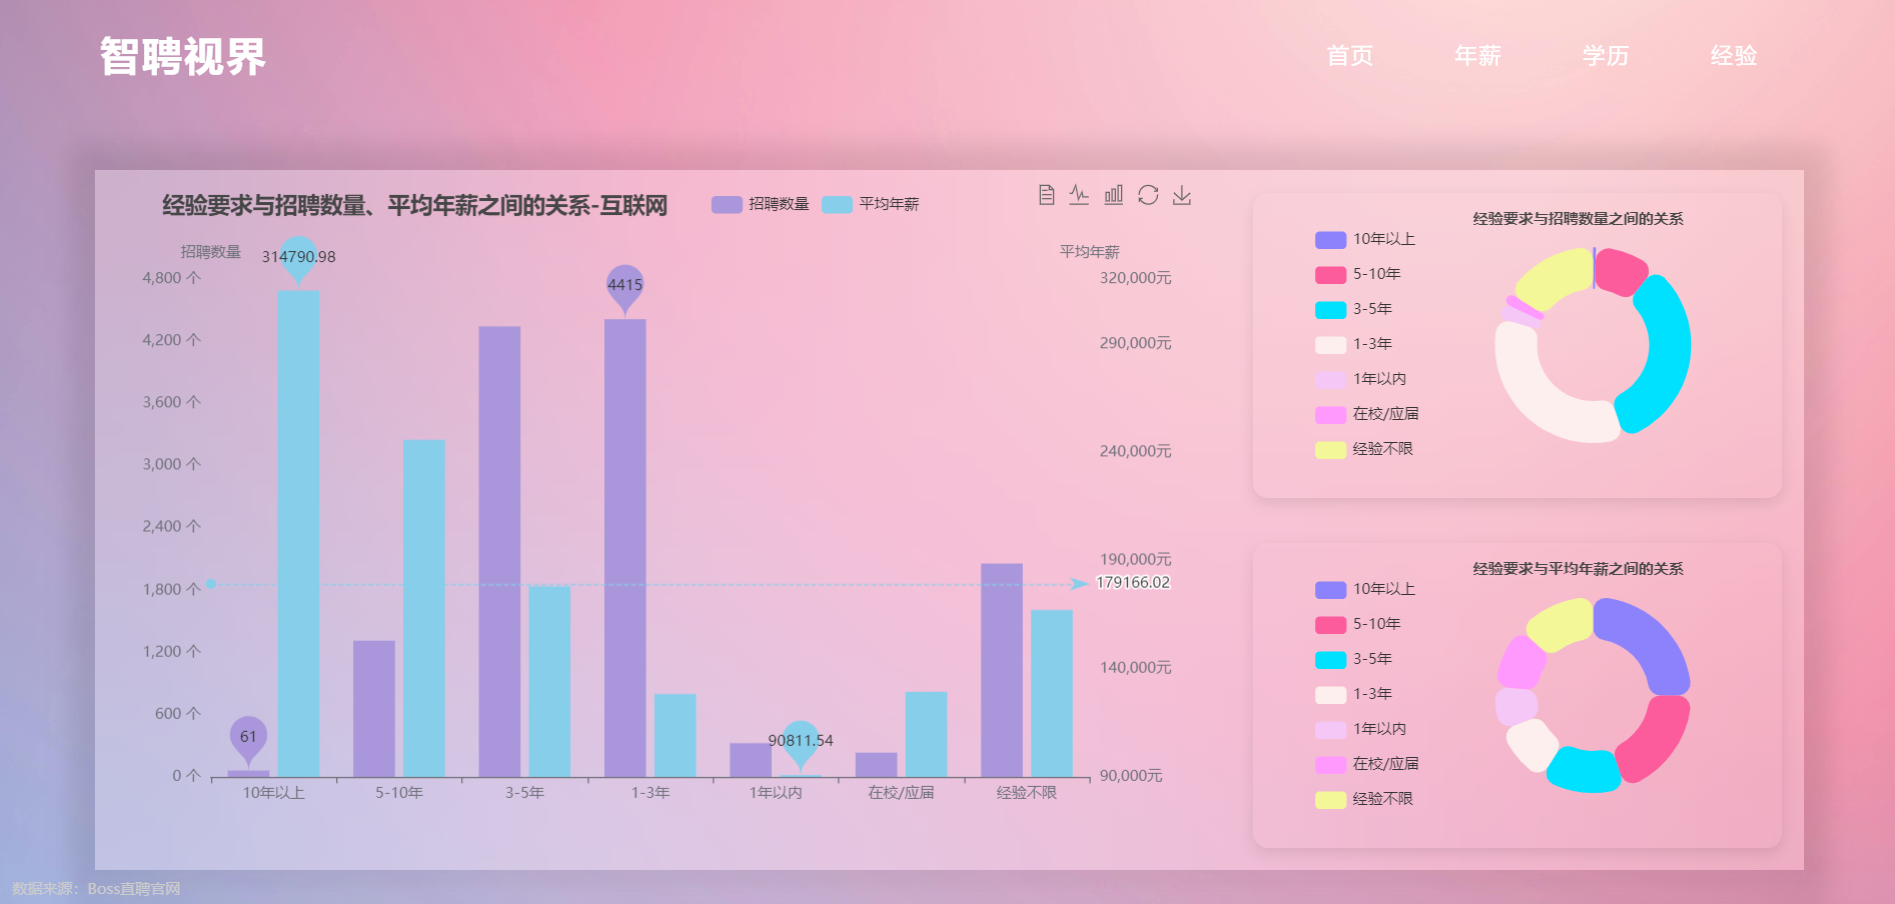 智聘视界
首页 年薪 学历 经验
经验要求与招聘数量、平均年薪之间的关系-互联网
招聘数量 平均年薪
招聘数量
平均年薪
314790.98
4415
61
90811.54
179166.02
4,800 个
4,200 个
3,600 个
3,000 个
2,400 个
1,800 个
1,200 个
600 个
0 个
320,000元
290,000元
240,000元
190,000元
140,000元
90,000元
10年以上 5-10年 3-5年 1-3年 1年以内 在校/应届 经验不限
经验要求与招聘数量之间的关系
10年以上
5-10年
3-5年
1-3年
1年以内
在校/应届
经验不限
经验要求与平均年薪之间的关系
10年以上
5-10年
3-5年
1-3年
1年以内
在校/应届
经验不限
数据来源：Boss直聘官网